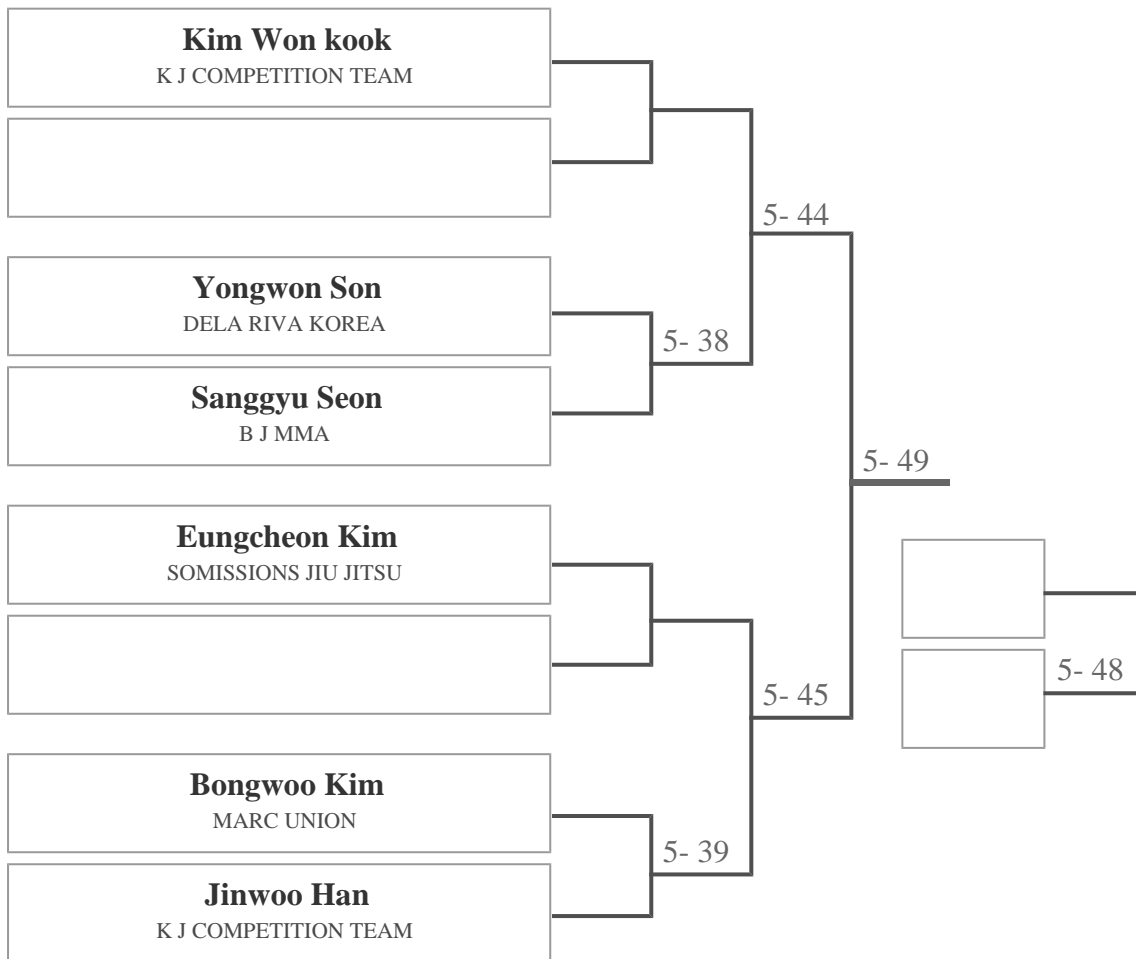 Kim Won kook
K J COMPETITION TEAM
5- 44
Yongwon Son
DELA RIVA KOREA
5- 38
Sanggyu Seon
B J MMA
5- 49
Eungcheon Kim
SOMISSIONS JIU JITSU
5- 48
5- 45
Bongwoo Kim
MARC UNION
5- 39
Jinwoo Han
K J COMPETITION TEAM